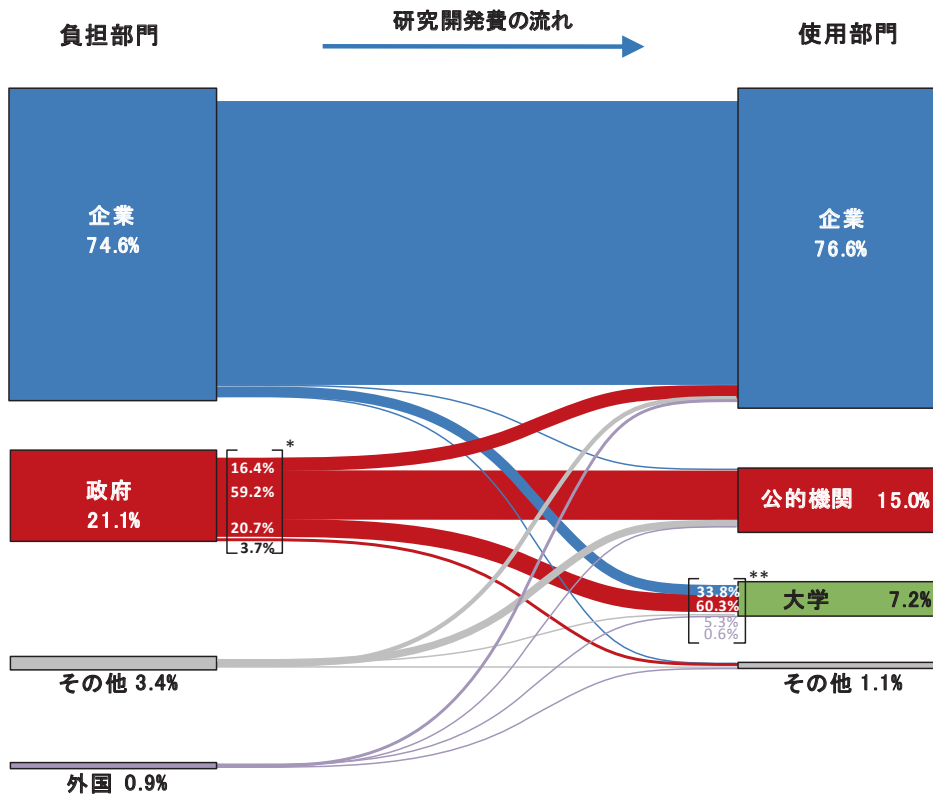 研究開発費の流れ
負担部門
使用部門
企業
74.6%
企業
76.6%
政府
21.1%
*
16.4%
59.2%
20.7%
3.7%
公的機関 15.0%
**
33.8%
60.3%
5.3%
0.6%
大学 7.2%
その他 3.4%
その他 1.1%
外国 0.9%